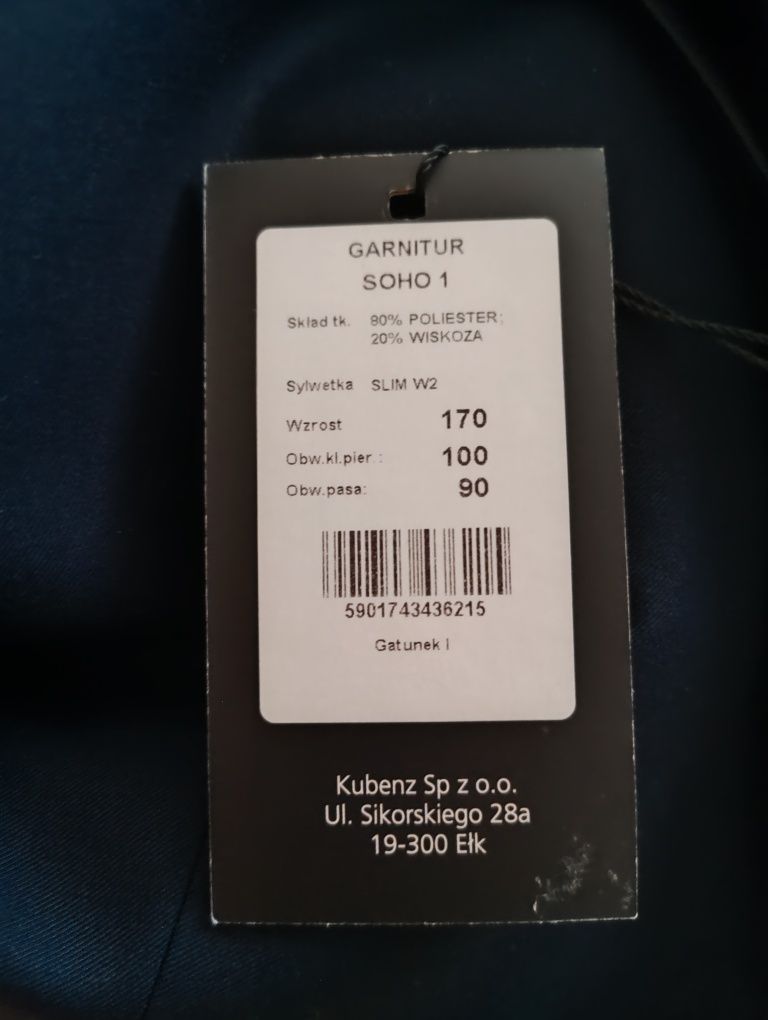 GARNITUR
SOHO 1
Skład tk. 80% POLIESTER;
20% WISKOZA
Sylwetka SLIM W2
Wzrost 170
Obw.kl.pier.: 100
Obw.pasa: 90
5901743436215
Gatunek I
Kubenz Sp z o.o.
Ul. Sikorskiego 28a
19-300 Ełk